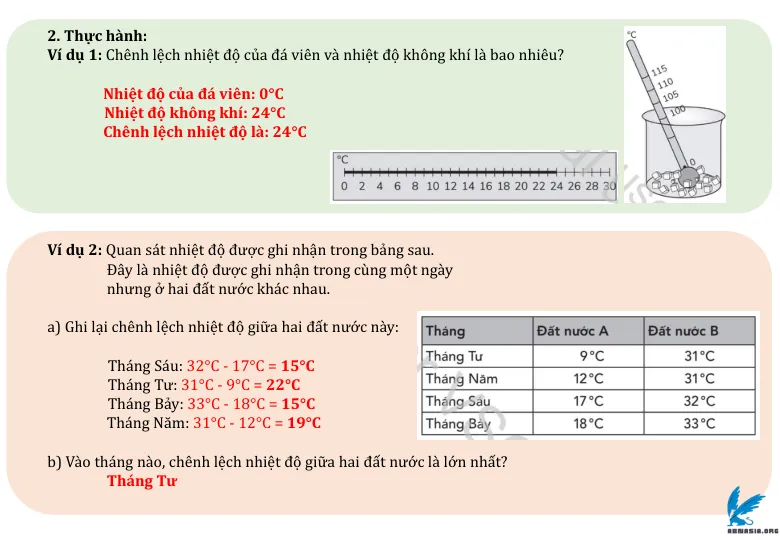 2. Thực hành:
Ví dụ 1: Chênh lệch nhiệt độ của đá viên và nhiệt độ không khí là bao nhiêu?
Nhiệt độ của đá viên: 0°C
Nhiệt độ không khí: 24°C
Chênh lệch nhiệt độ là: 24°C
°C
115
110
105
100
0
°C
0 2 4 6 8 10 12 14 16 18 20 22 24 26 28 30
Ví dụ 2: Quan sát nhiệt độ được ghi nhận trong bảng sau.
Đây là nhiệt độ được ghi nhận trong cùng một ngày
nhưng ở hai đất nước khác nhau.
a) Ghi lại chênh lệch nhiệt độ giữa hai đất nước này:
Tháng Sáu: 32°C - 17°C = 15°C
Tháng Tư: 31°C - 9°C = 22°C
Tháng Bảy: 33°C - 18°C = 15°C
Tháng Năm: 31°C - 12°C = 19°C
Tháng Đất nước A Đất nước B
Tháng Tư 9°C 31°C
Tháng Năm 12°C 31°C
Tháng Sáu 17°C 32°C
Tháng Bảy 18°C 33°C
b) Vào tháng nào, chênh lệch nhiệt độ giữa hai đất nước là lớn nhất?
Tháng Tư
ARMASIA.ORG